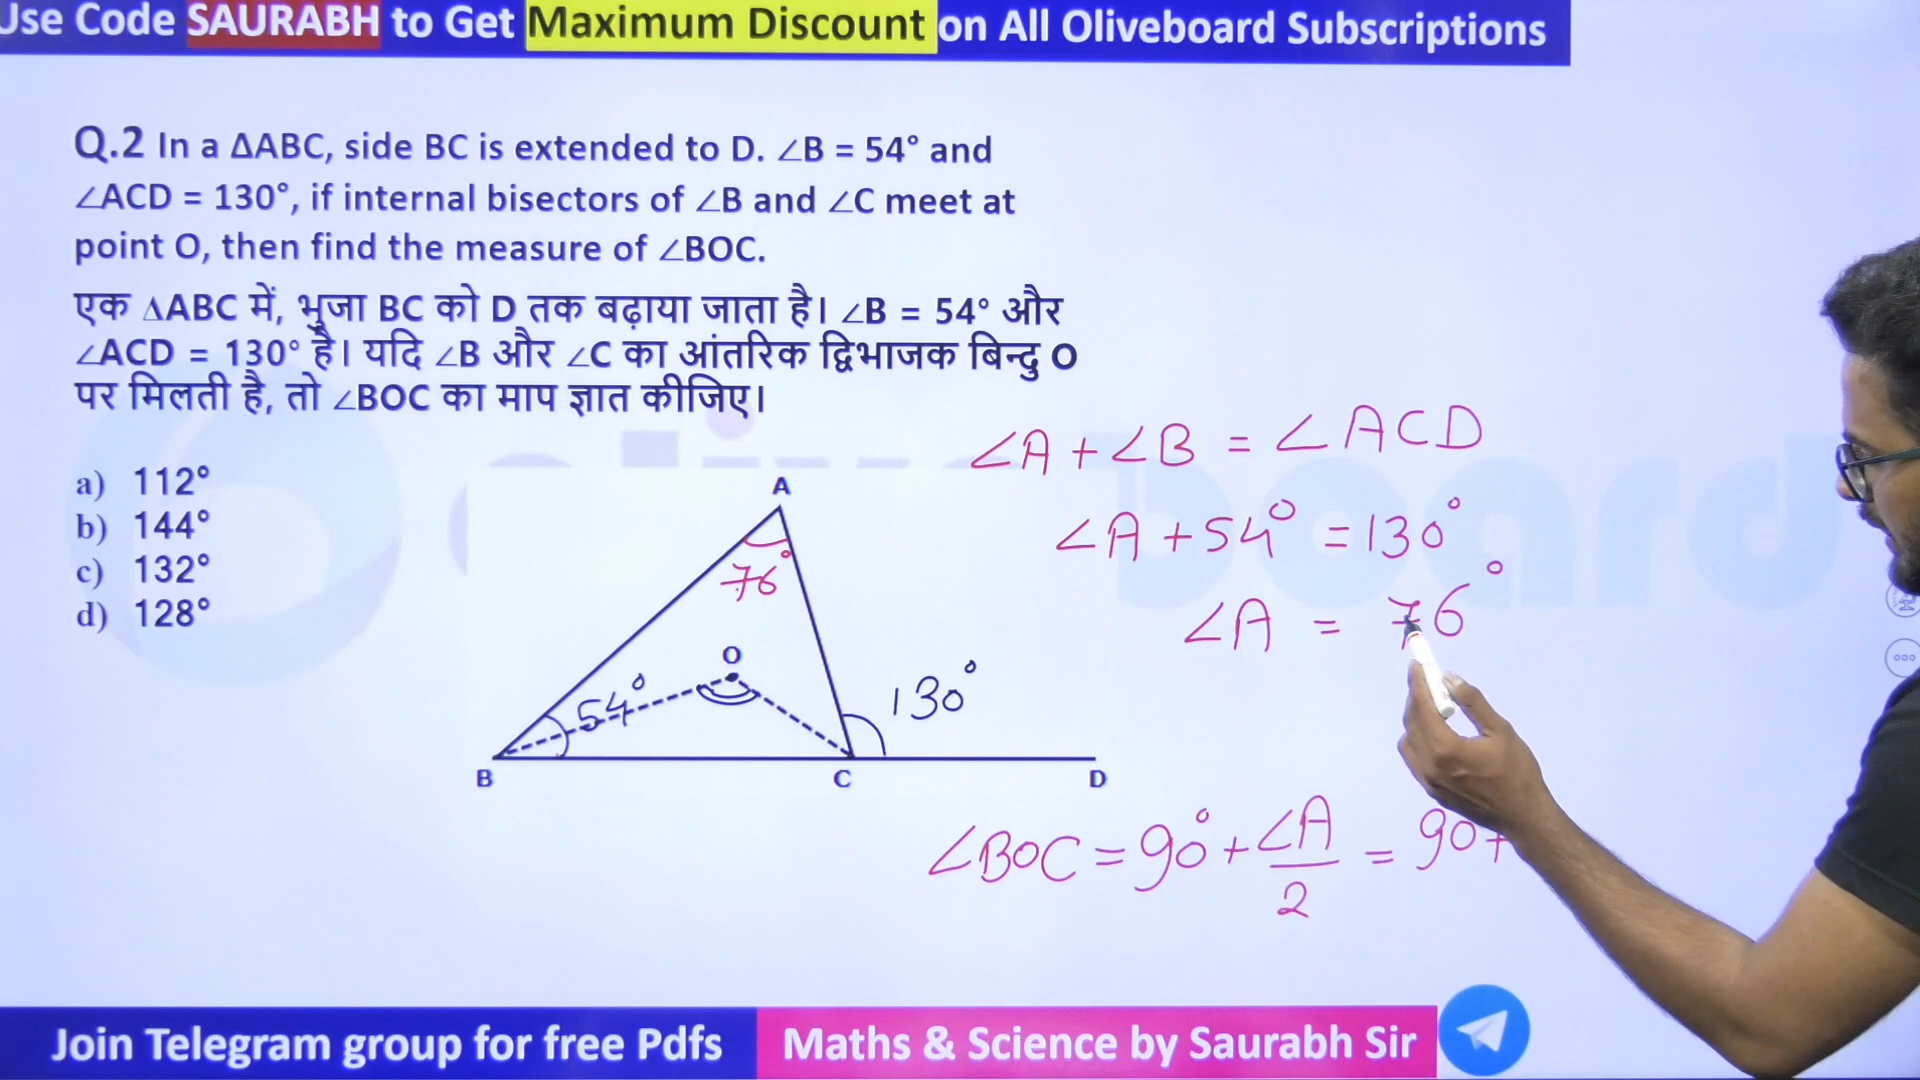 Use Code SAURABH to Get Maximum Discount on All Oliveboard Subscriptions
Q.2 In a ΔABC, side BC is extended to D. ∠B = 54° and
∠ACD = 130°, if internal bisectors of ∠B and ∠C meet at
point O, then find the measure of ∠BOC.
एक ΔABC में, भुजा BC को D तक बढ़ाया जाता है। ∠B = 54° और
∠ACD = 130° है। यदि ∠B और ∠C का आंतरिक द्विभाजक बिन्दु O
पर मिलती है, तो ∠BOC का माप ज्ञात कीजिए।
a) 112°
b) 144°
c) 132°
d) 128°
∠A + ∠B = ∠ACD
∠A + 54° = 130°
∠A = 76°
A
76°
O
54°
130°
B
C
D
∠BOC = 90° + ∠A/2 = 90+
board
Join Telegram group for free Pdfs
Maths & Science by Saurabh Sir